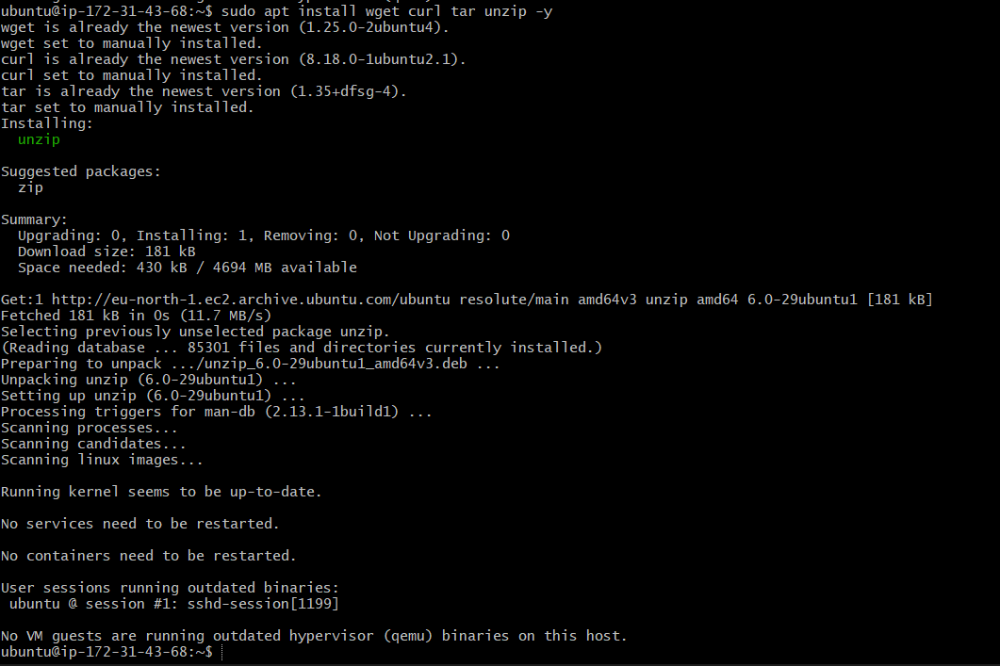 ubuntu@ip-172-31-43-68:~$ sudo apt install wget curl tar unzip -y
wget is already the newest version (1.25.0-2ubuntu4).
wget set to manually installed.
curl is already the newest version (8.18.0-1ubuntu2.1).
curl set to manually installed.
tar is already the newest version (1.35+dfsg-4).
tar set to manually installed.
Installing:
  unzip

Suggested packages:
  zip

Summary:
  Upgrading: 0, Installing: 1, Removing: 0, Not Upgrading: 0
  Download size: 181 kB
  Space needed: 430 kB / 4694 MB available

Get:1 http://eu-north-1.ec2.archive.ubuntu.com/ubuntu resolute/main amd64v3 unzip amd64 6.0-29ubuntu1 [181 kB]
Fetched 181 kB in 0s (11.7 MB/s)
Selecting previously unselected package unzip.
(Reading database ... 85301 files and directories currently installed.)
Preparing to unpack .../unzip_6.0-29ubuntu1_amd64v3.deb ...
Unpacking unzip (6.0-29ubuntu1) ...
Setting up unzip (6.0-29ubuntu1) ...
Processing triggers for man-db (2.13.1-1build1) ...
Scanning processes...
Scanning candidates...
Scanning linux images...

Running kernel seems to be up-to-date.

No services need to be restarted.

No containers need to be restarted.

User sessions running outdated binaries:
 ubuntu @ session #1: sshd-session[1199]

No VM guests are running outdated hypervisor (qemu) binaries on this host.
ubuntu@ip-172-31-43-68:~$